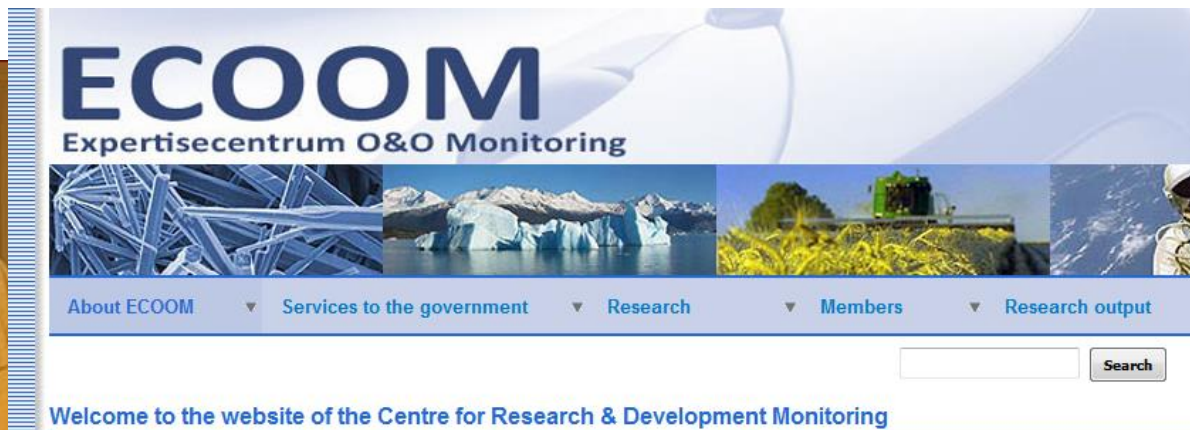 ECOOM
Expertisecentrum O&O Monitoring
About ECOOM Services to the government Research Members Research output
Search
Welcome to the website of the Centre for Research & Development Monitoring